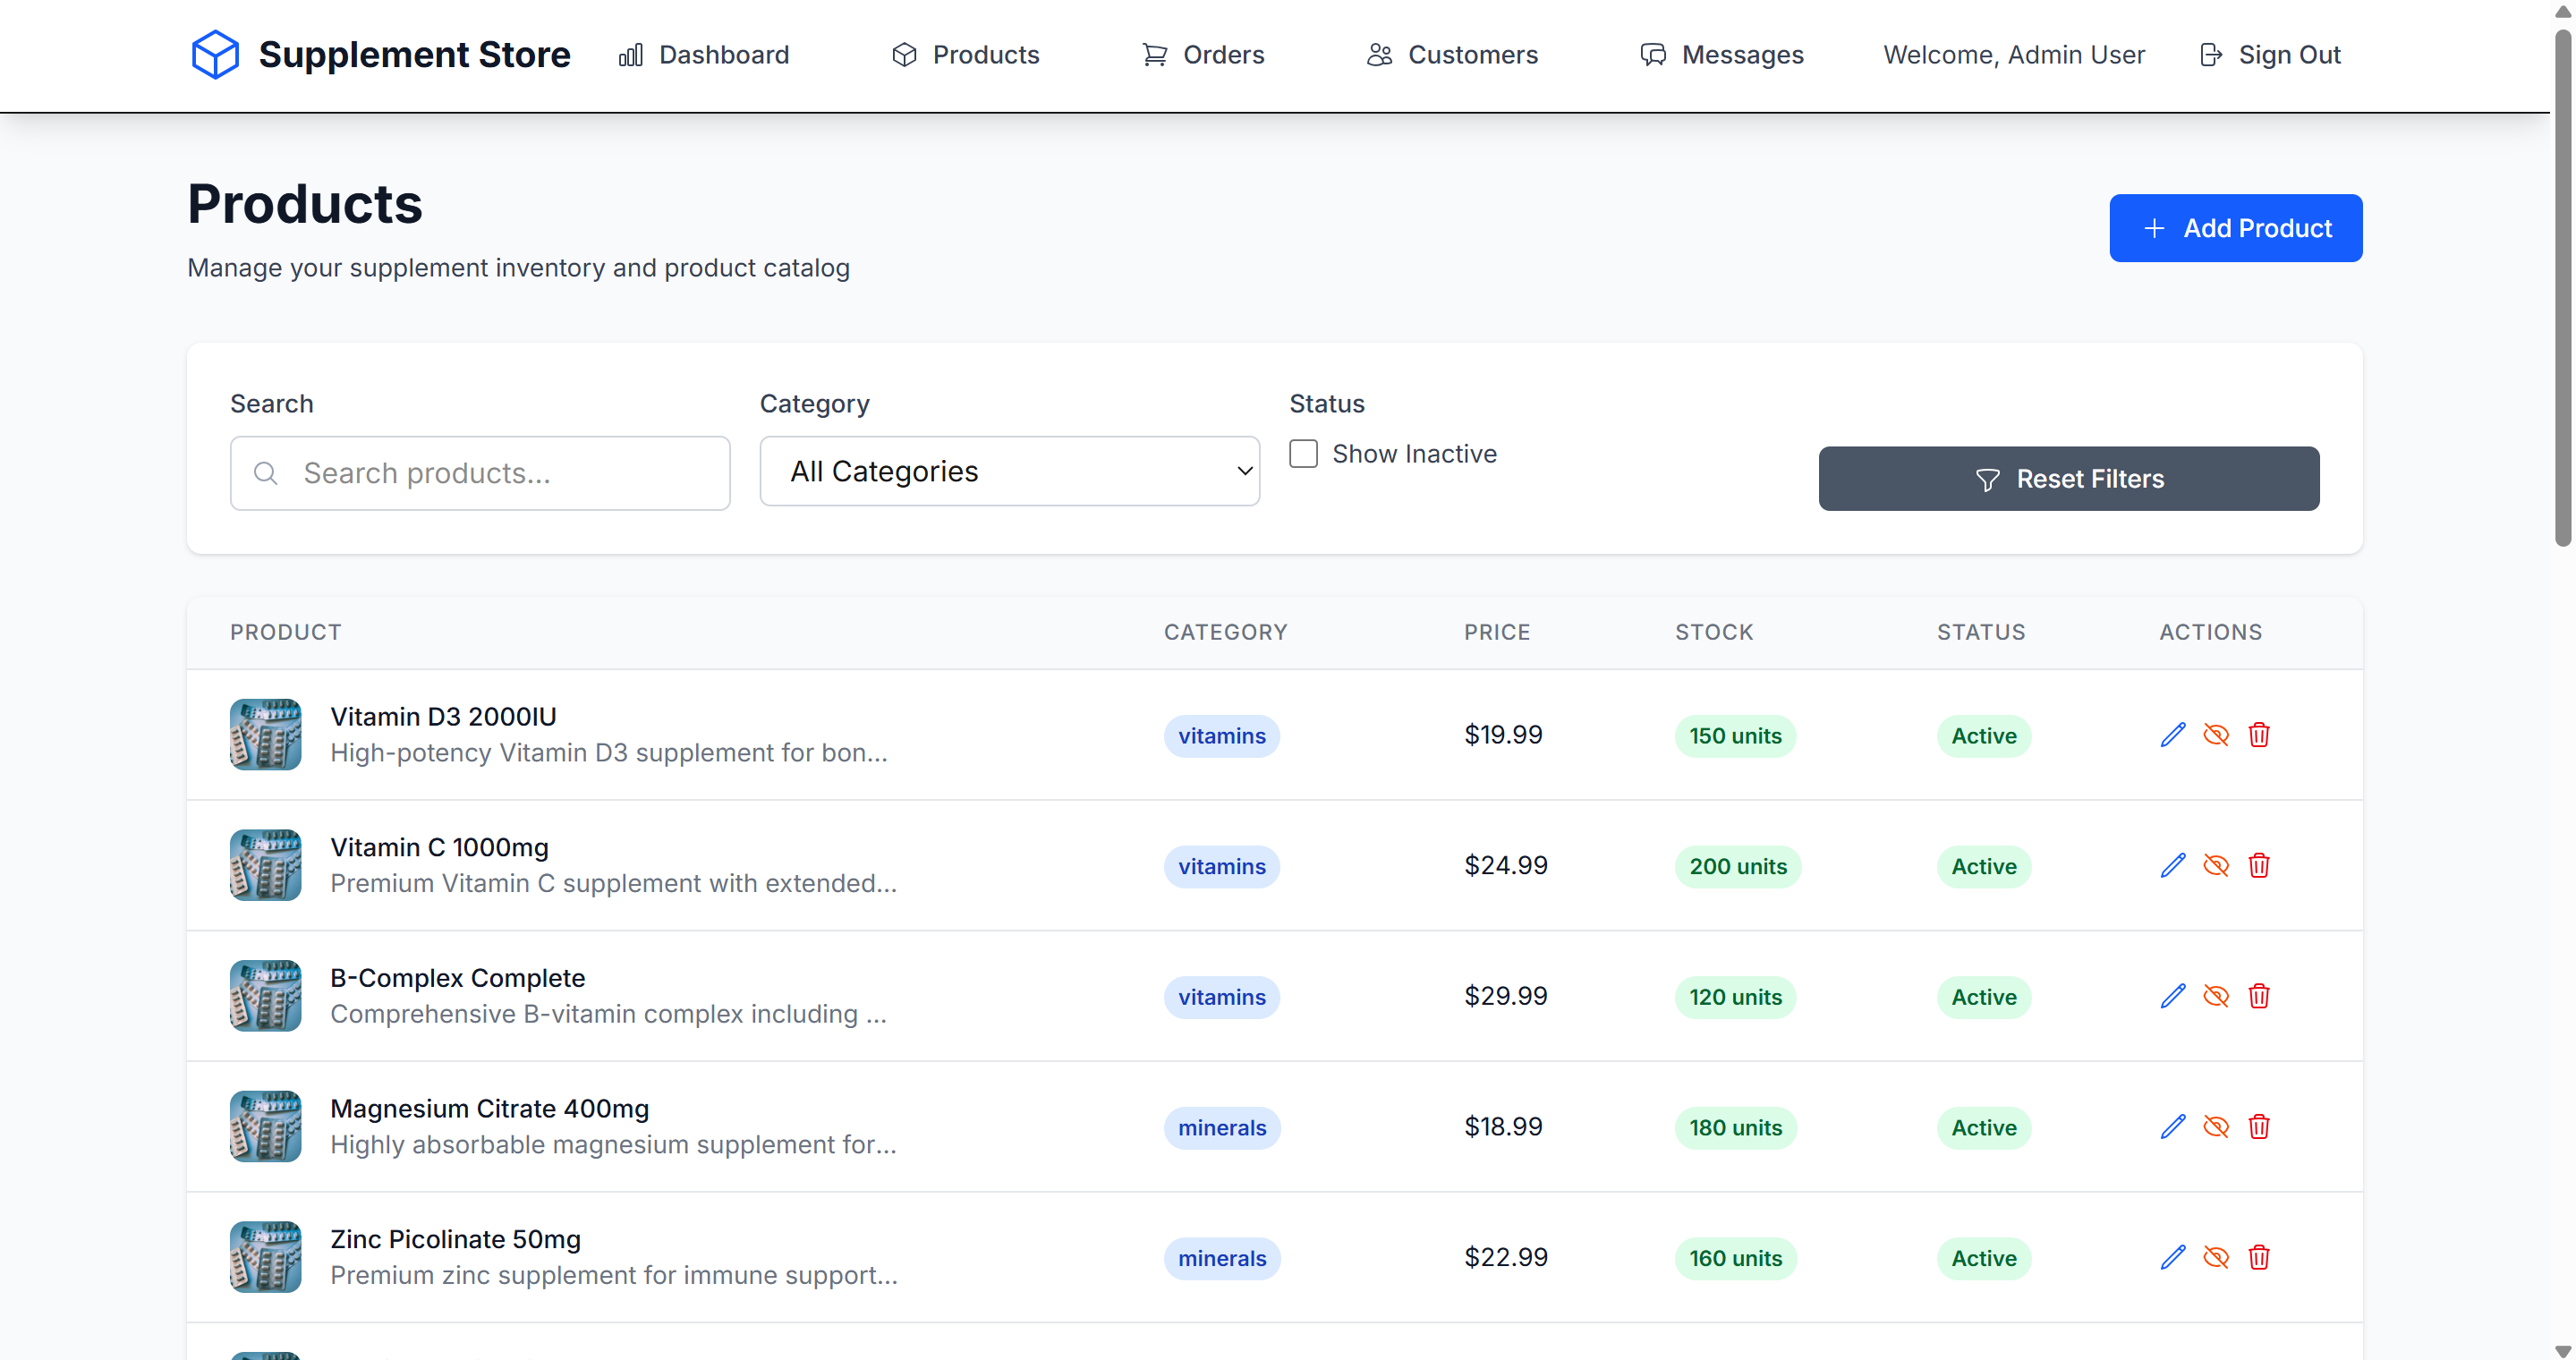 Supplement Store
Dashboard
Products
Orders
Customers
Messages
Welcome, Admin User
Sign Out
Products
Manage your supplement inventory and product catalog
Add Product
Search
Search products...
Category
All Categories
Status
Show Inactive
Reset Filters
PRODUCT CATEGORY PRICE STOCK STATUS ACTIONS
Vitamin D3 2000IU
High-potency Vitamin D3 supplement for bon...
vitamins
$19.99
150 units
Active
Vitamin C 1000mg
Premium Vitamin C supplement with extended...
vitamins
$24.99
200 units
Active
B-Complex Complete
Comprehensive B-vitamin complex including ...
vitamins
$29.99
120 units
Active
Magnesium Citrate 400mg
Highly absorbable magnesium supplement for...
minerals
$18.99
180 units
Active
Zinc Picolinate 50mg
Premium zinc supplement for immune support...
minerals
$22.99
160 units
Active